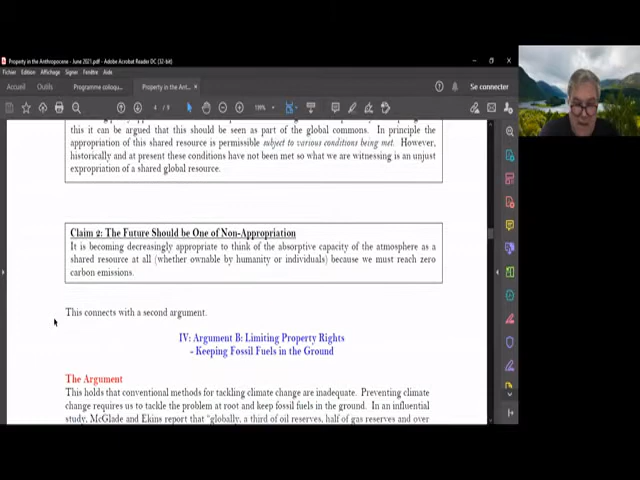 Property in the Anthropocene - June 2021.pdf - Adobe Acrobat Reader DC (32-bit)
Fichier Edition Affichage Signer Fenêtre Aide
Accueil Outils Programme colloqu... Property in the Ant... × Se connecter
4 / 9 199%
this it can be argued that this should be seen as part of the global commons. In principle the
appropriation of this shared resource is permissible subject to various conditions being met. However,
historically and at present these conditions have not been met so what we are witnessing is an unjust
expropriation of a shared global resource.
Claim 2: The Future Should be One of Non-Appropriation
It is becoming decreasingly appropriate to think of the absorptive capacity of the atmosphere as a
shared resource at all (whether ownable by humanity or individuals) because we must reach zero
carbon emissions.
This connects with a second argument.
IV: Argument B: Limiting Property Rights
- Keeping Fossil Fuels in the Ground
The Argument
This holds that conventional methods for tackling climate change are inadequate. Preventing climate
change requires us to tackle the problem at root and keep fossil fuels in the ground. In an influential
study, McGlade and Ekins report that "globally, a third of oil reserves, half of gas reserves and over